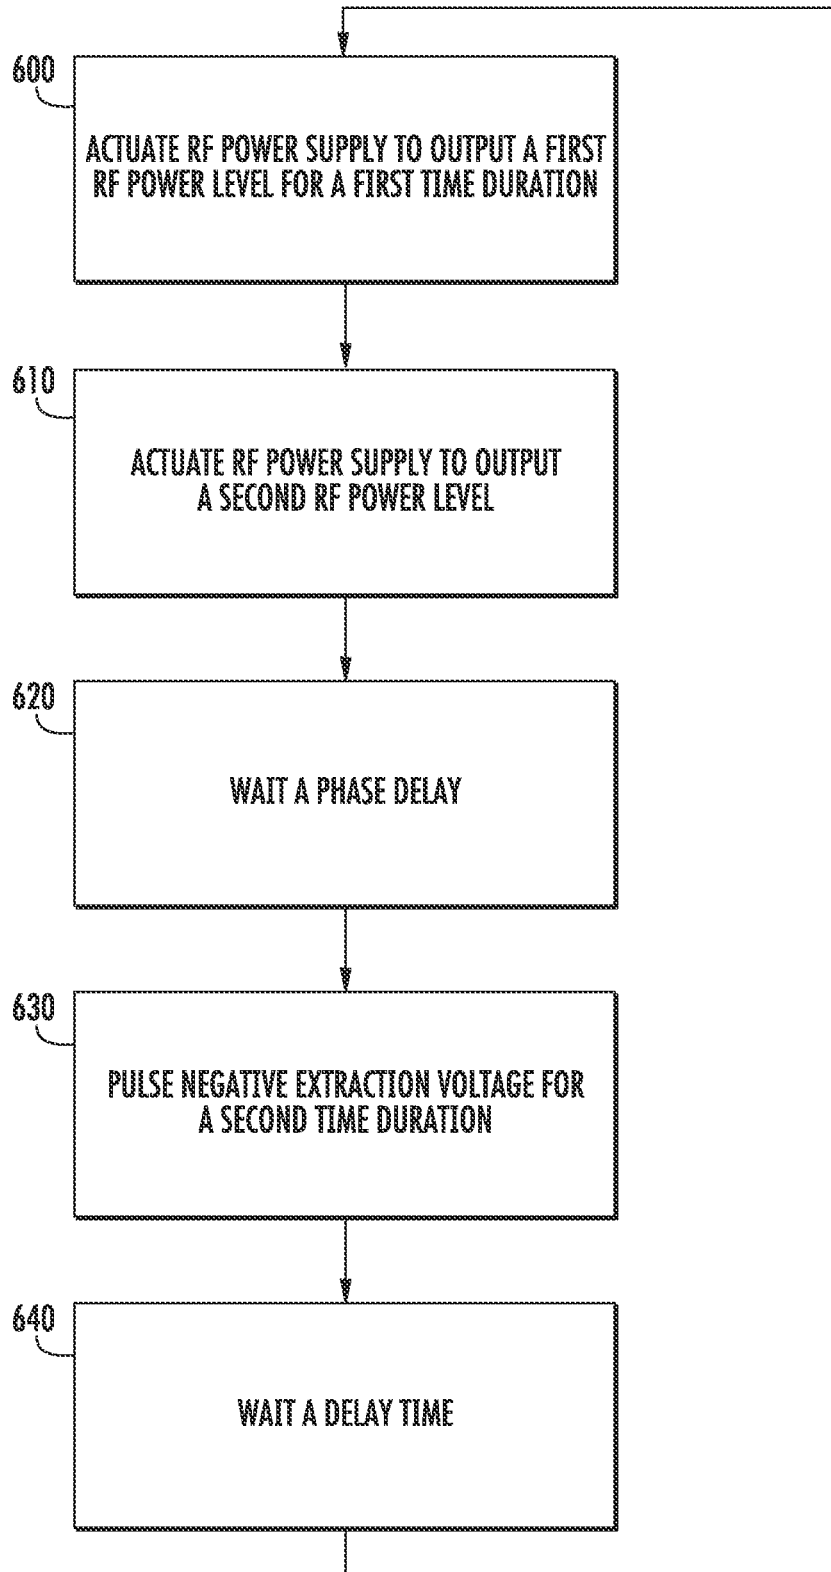 600
ACTUATE RF POWER SUPPLY TO OUTPUT A FIRST
RF POWER LEVEL FOR A FIRST TIME DURATION
610
ACTUATE RF POWER SUPPLY TO OUTPUT
A SECOND RF POWER LEVEL
620
WAIT A PHASE DELAY
630
PULSE NEGATIVE EXTRACTION VOLTAGE FOR
A SECOND TIME DURATION
640
WAIT A DELAY TIME